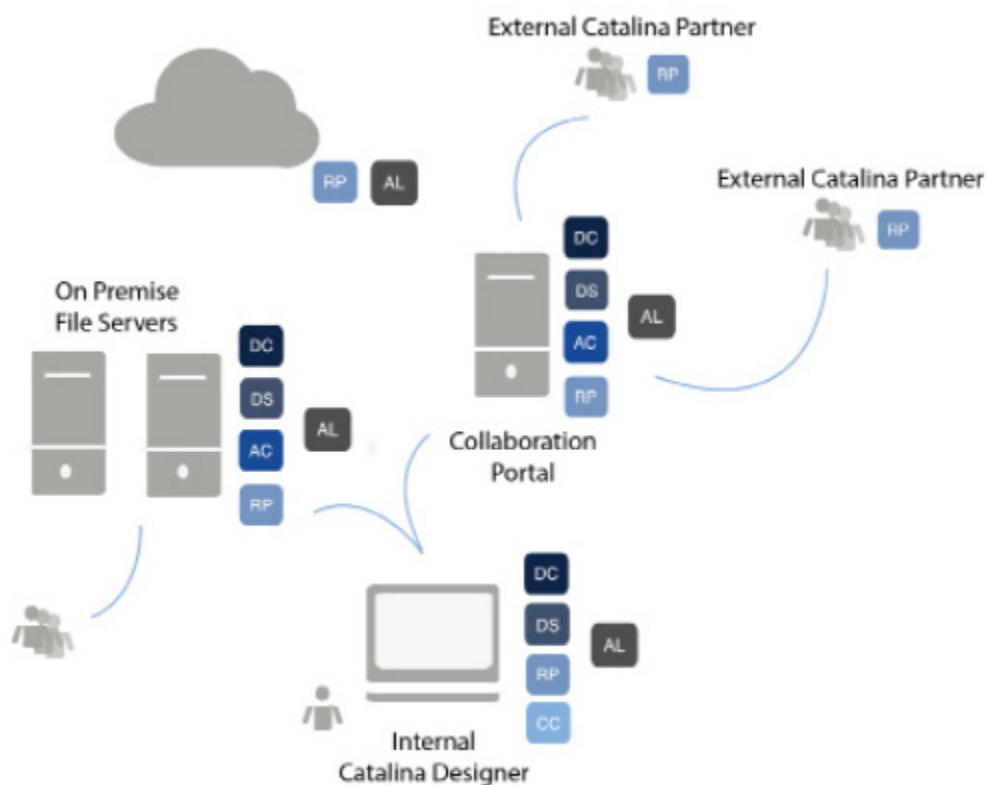 External Catalina Partner
RP
RP AL
External Catalina Partner
RP
DC
DS
AL
AC
RP
Collaboration
Portal
On Premise
File Servers
DC
DS
AL
AC
RP
DC
DS
AL
RP
CC
Internal
Catalina Designer